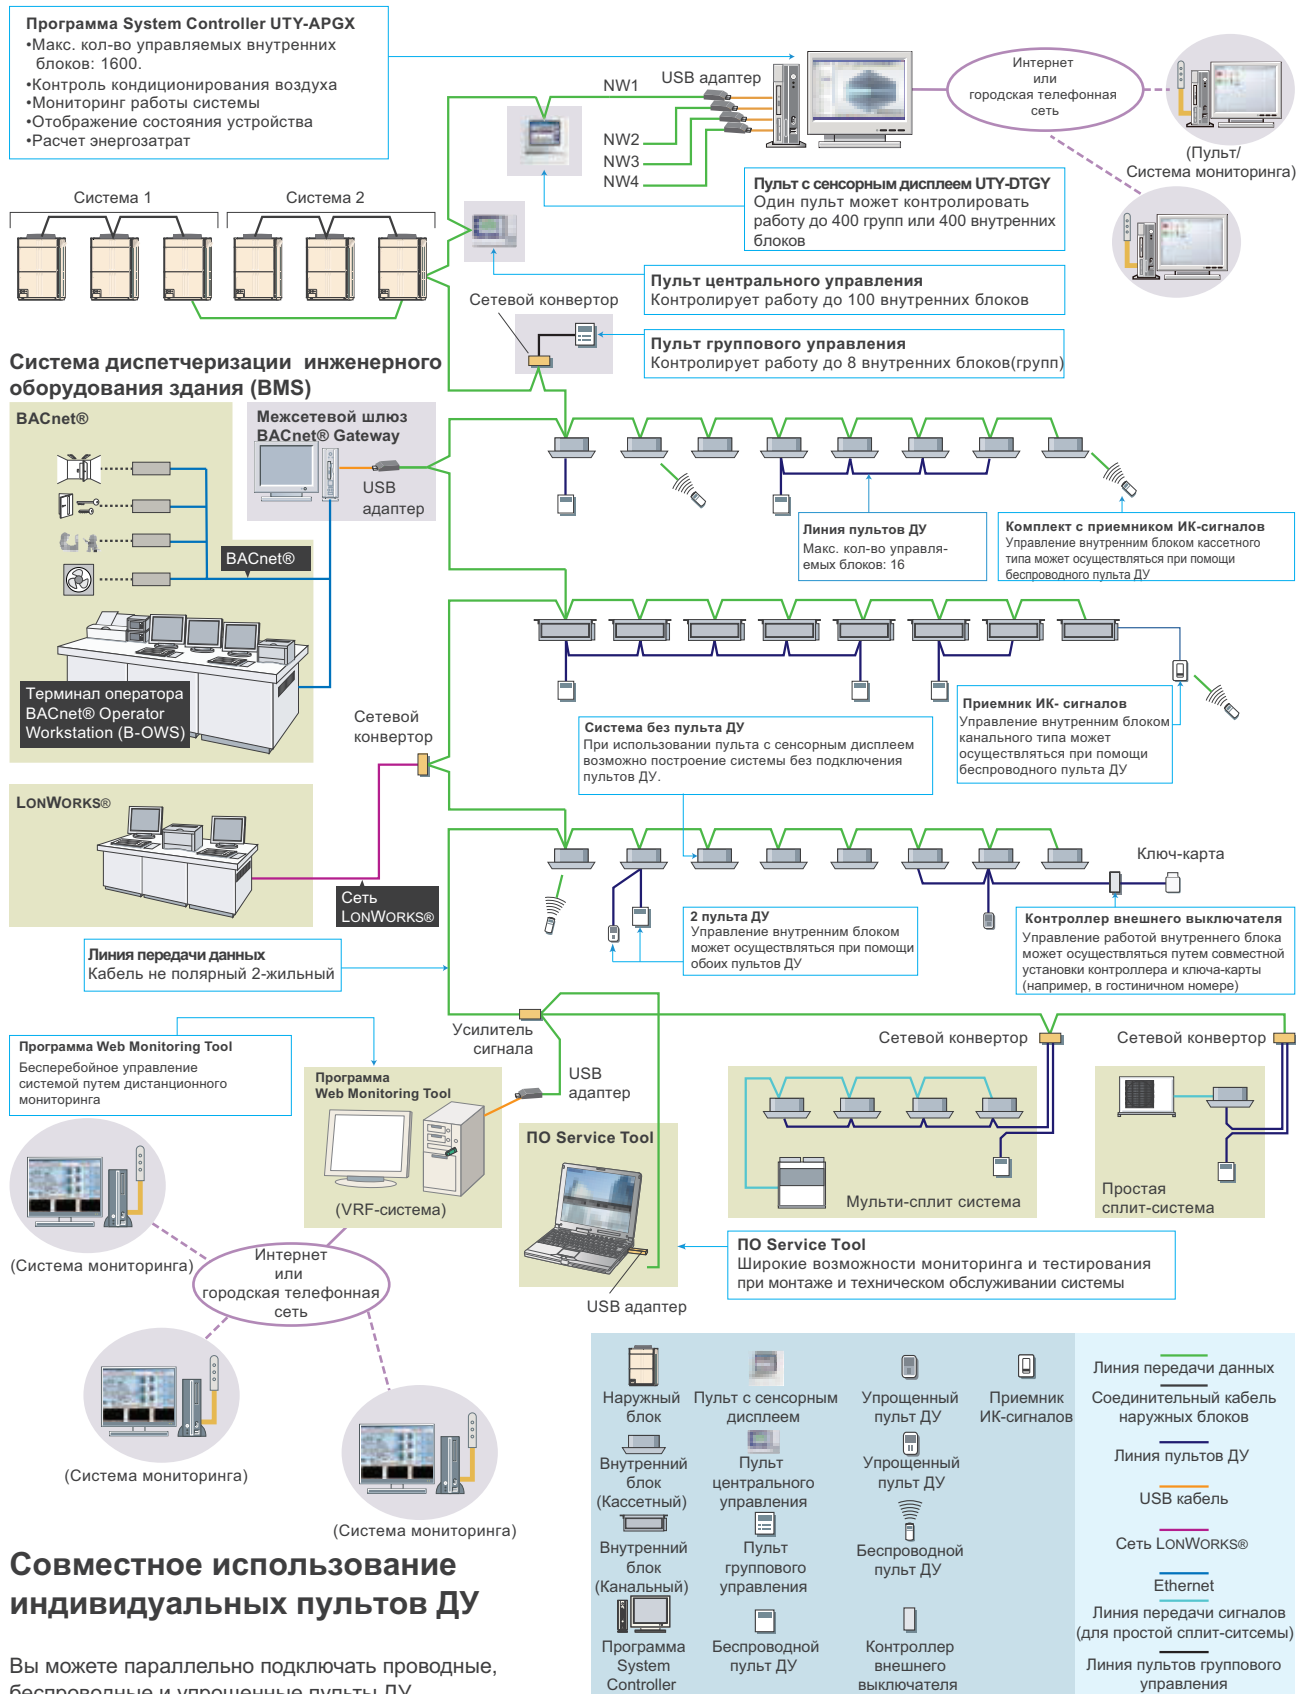 Программа System Controller UTY-APGX
•Макс. кол-во управляемых внутренних
блоков: 1600.
•Контроль кондиционирования воздуха
•Мониторинг работы системы
•Отображение состояния устройства
•Расчет энергозатрат
NW1
USB адаптер
NW2
NW3
NW4
Интернет
или
городская телефонная
сеть
(Пульт/
Система мониторинга)
Пульт с сенсорным дисплеем UTY-DTGY
Один пульт может контролировать
работу до 400 групп или 400 внутренних
блоков
Система 1
Система 2
Пульт центрального управления
Контролирует работу до 100 внутренних блоков
Сетевой конвертор
Пульт группового управления
Контролирует работу до 8 внутренних блоков(групп)
Система диспетчеризации инженерного
оборудования здания (BMS)
BACnet®
Межсетевой шлюз
BACnet® Gateway
USB
адаптер
BACnet®
Терминал оператора
BACnet® Operator
Workstation (B-OWS)
Линия пультов ДУ
Макс. кол-во управля-
емых блоков: 16
Комплект с приемником ИК-сигналов
Управление внутренним блоком кассетного
типа может осуществляться при помощи
беспроводного пульта ДУ
Сетевой
конвертор
Система без пульта ДУ
При использовании пульта с сенсорным дисплеем
возможно построение системы без подключения
пультов ДУ.
Приемник ИК- сигналов
Управление внутренним блоком
канального типа может
осуществляться при помощи
беспроводного пульта ДУ
LONWORKS®
Сеть
LONWORKS®
Ключ-карта
2 пульта ДУ
Управление внутренним блоком
может осуществляться при помощи
обоих пультов ДУ
Контроллер внешнего выключателя
Управление работой внутреннего блока
может осуществляться путем совместной
установки контроллера и ключа-карты
(например, в гостиничном номере)
Линия передачи данных
Кабель не полярный 2-жильный
Усилитель
сигнала
Сетевой конвертор
Сетевой конвертор
Программа Web Monitoring Tool
Бесперебойное управление
системой путем дистанционного
мониторинга
Программа
Web Monitoring Tool
(VRF-система)
USB
адаптер
ПО Service Tool
USB адаптер
Мульти-сплит система
Простая
сплит-система
ПО Service Tool
Широкие возможности мониторинга и тестирования
при монтаже и техническом обслуживании системы
(Система мониторинга)
Интернет
или
городская телефонная
сеть
(Система мониторинга)
(Система мониторинга)
Наружный
блок
Пульт с сенсорным
дисплеем
Упрощенный
пульт ДУ
Приемник
ИК-сигналов
Внутренний
блок
(Кассетный)
Пульт
центрального
управления
Упрощенный
пульт ДУ
Внутренний
блок
(Канальный)
Пульт
группового
управления
Беспроводной
пульт ДУ
Программа
System
Controller
Беспроводной
пульт ДУ
Контроллер
внешнего
выключателя
Линия передачи данных
Соединительный кабель
наружных блоков
Линия пультов ДУ
USB кабель
Сеть LONWORKS®
Ethernet
Линия передачи сигналов
(для простой сплит-ситсемы)
Линия пультов группового
управления
Совместное использование
индивидуальных пультов ДУ
Вы можете параллельно подключать проводные,
беспроводные и упрощенные пульты ДУ